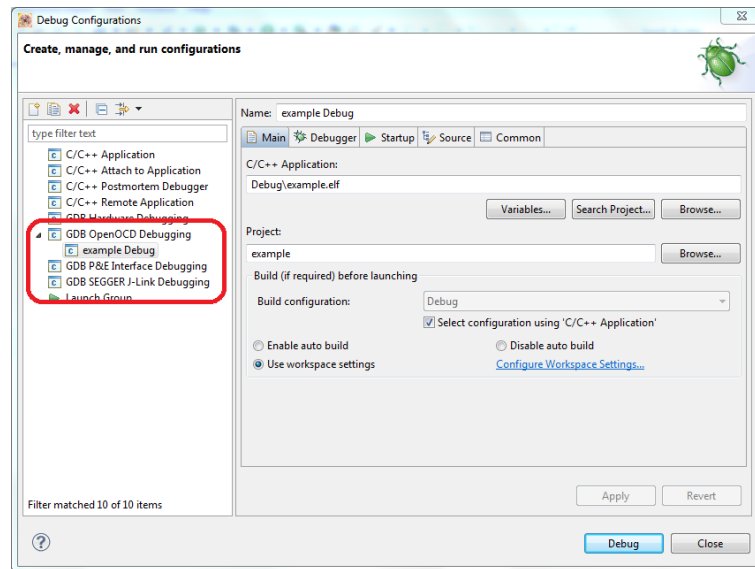 Debug Configurations
Create, manage, and run configurations
type filter text
C/C++ Application
C/C++ Attach to Application
C/C++ Postmortem Debugger
C/C++ Remote Application
GDB Hardware Debugging
GDB OpenOCD Debugging
example Debug
GDB P&E Interface Debugging
GDB SEGGER J-Link Debugging
Launch Group
Filter matched 10 of 10 items
Name: example Debug
Main Debugger Startup Source Common
C/C++ Application:
Debug\example.elf
Variables... Search Project... Browse...
Project:
example Browse...
Build (if required) before launching
Build configuration: Debug
Select configuration using 'C/C++ Application'
Enable auto build Disable auto build
Use workspace settings Configure Workspace Settings...
Apply Revert
? Debug Close